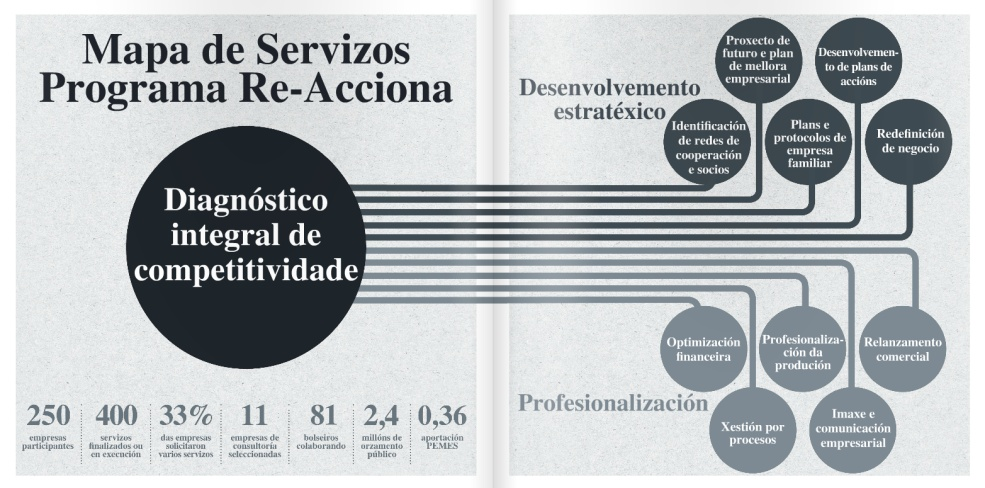 Mapa de Servizos
Programa Re-Acciona
Diagnóstico
integral de
competitividade
250
empresas
participantes
400
servizos
finalizados ou
en execución
33%
das empresas
solicitaron
varios servizos
11
empresas de
consultoría
seleccionadas
81
bolseiros
colaborando
2,4
millóns de
orzamento
público
0,36
aportación
PEMES
Desenvolvemento
estratéxico
Proxecto de
futuro e plan
de mellora
empresarial
Desenvolvemen-
to de plans de
accións
Identificación
de redes de
cooperación
e socios
Plans e
protocolos de
empresa
familiar
Redefinición
de negocio
Optimización
financeira
Profesionaliza-
ción da
produción
Relanzamento
comercial
Profesionalización
Xestión por
procesos
Imaxe e
comunicación
empresarial